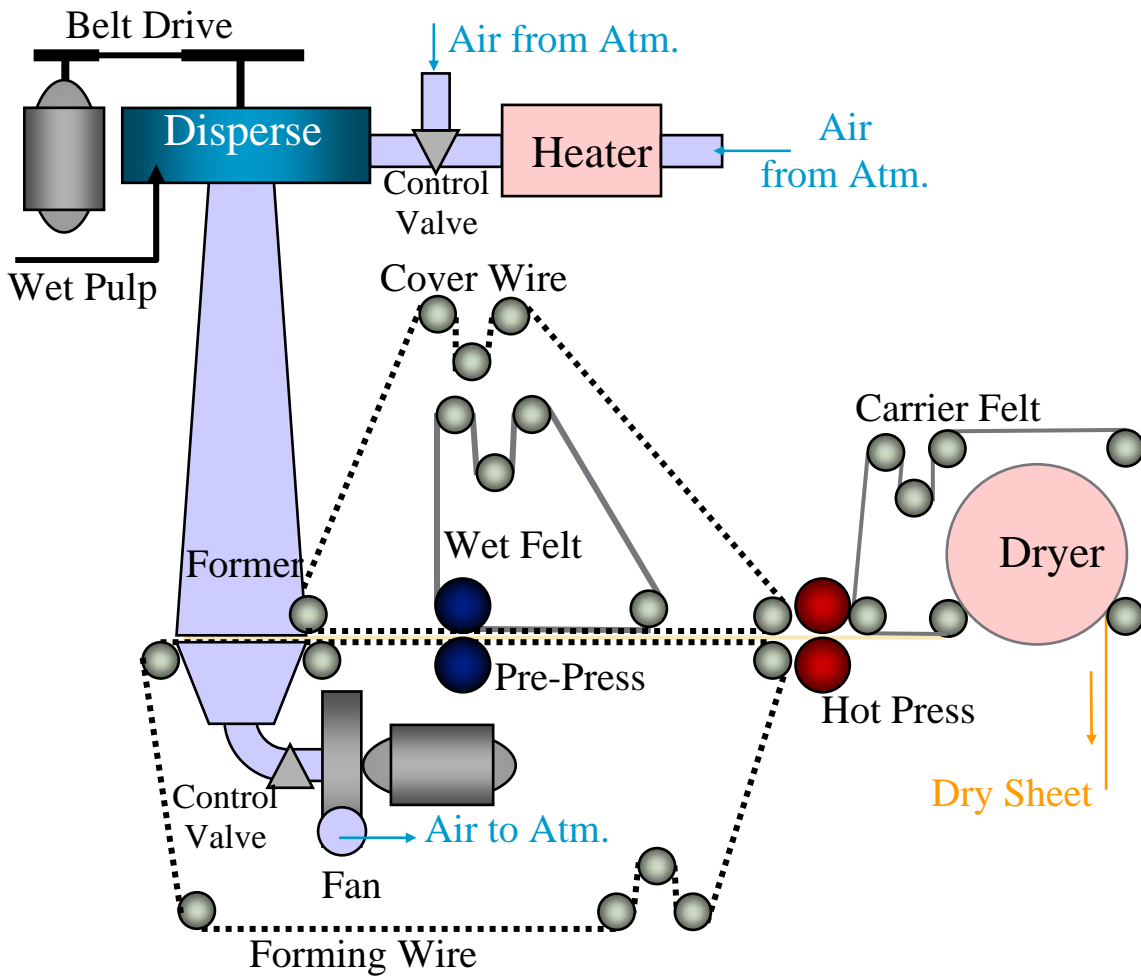 Belt Drive
Air from Atm.
Disperse
Heater
Air
from Atm.
Control
Valve
Wet Pulp
Cover Wire
Carrier Felt
Wet Felt
Dryer
Former
Pre-Press
Hot Press
Control
Valve
Dry Sheet
Air to Atm.
Fan
Forming Wire